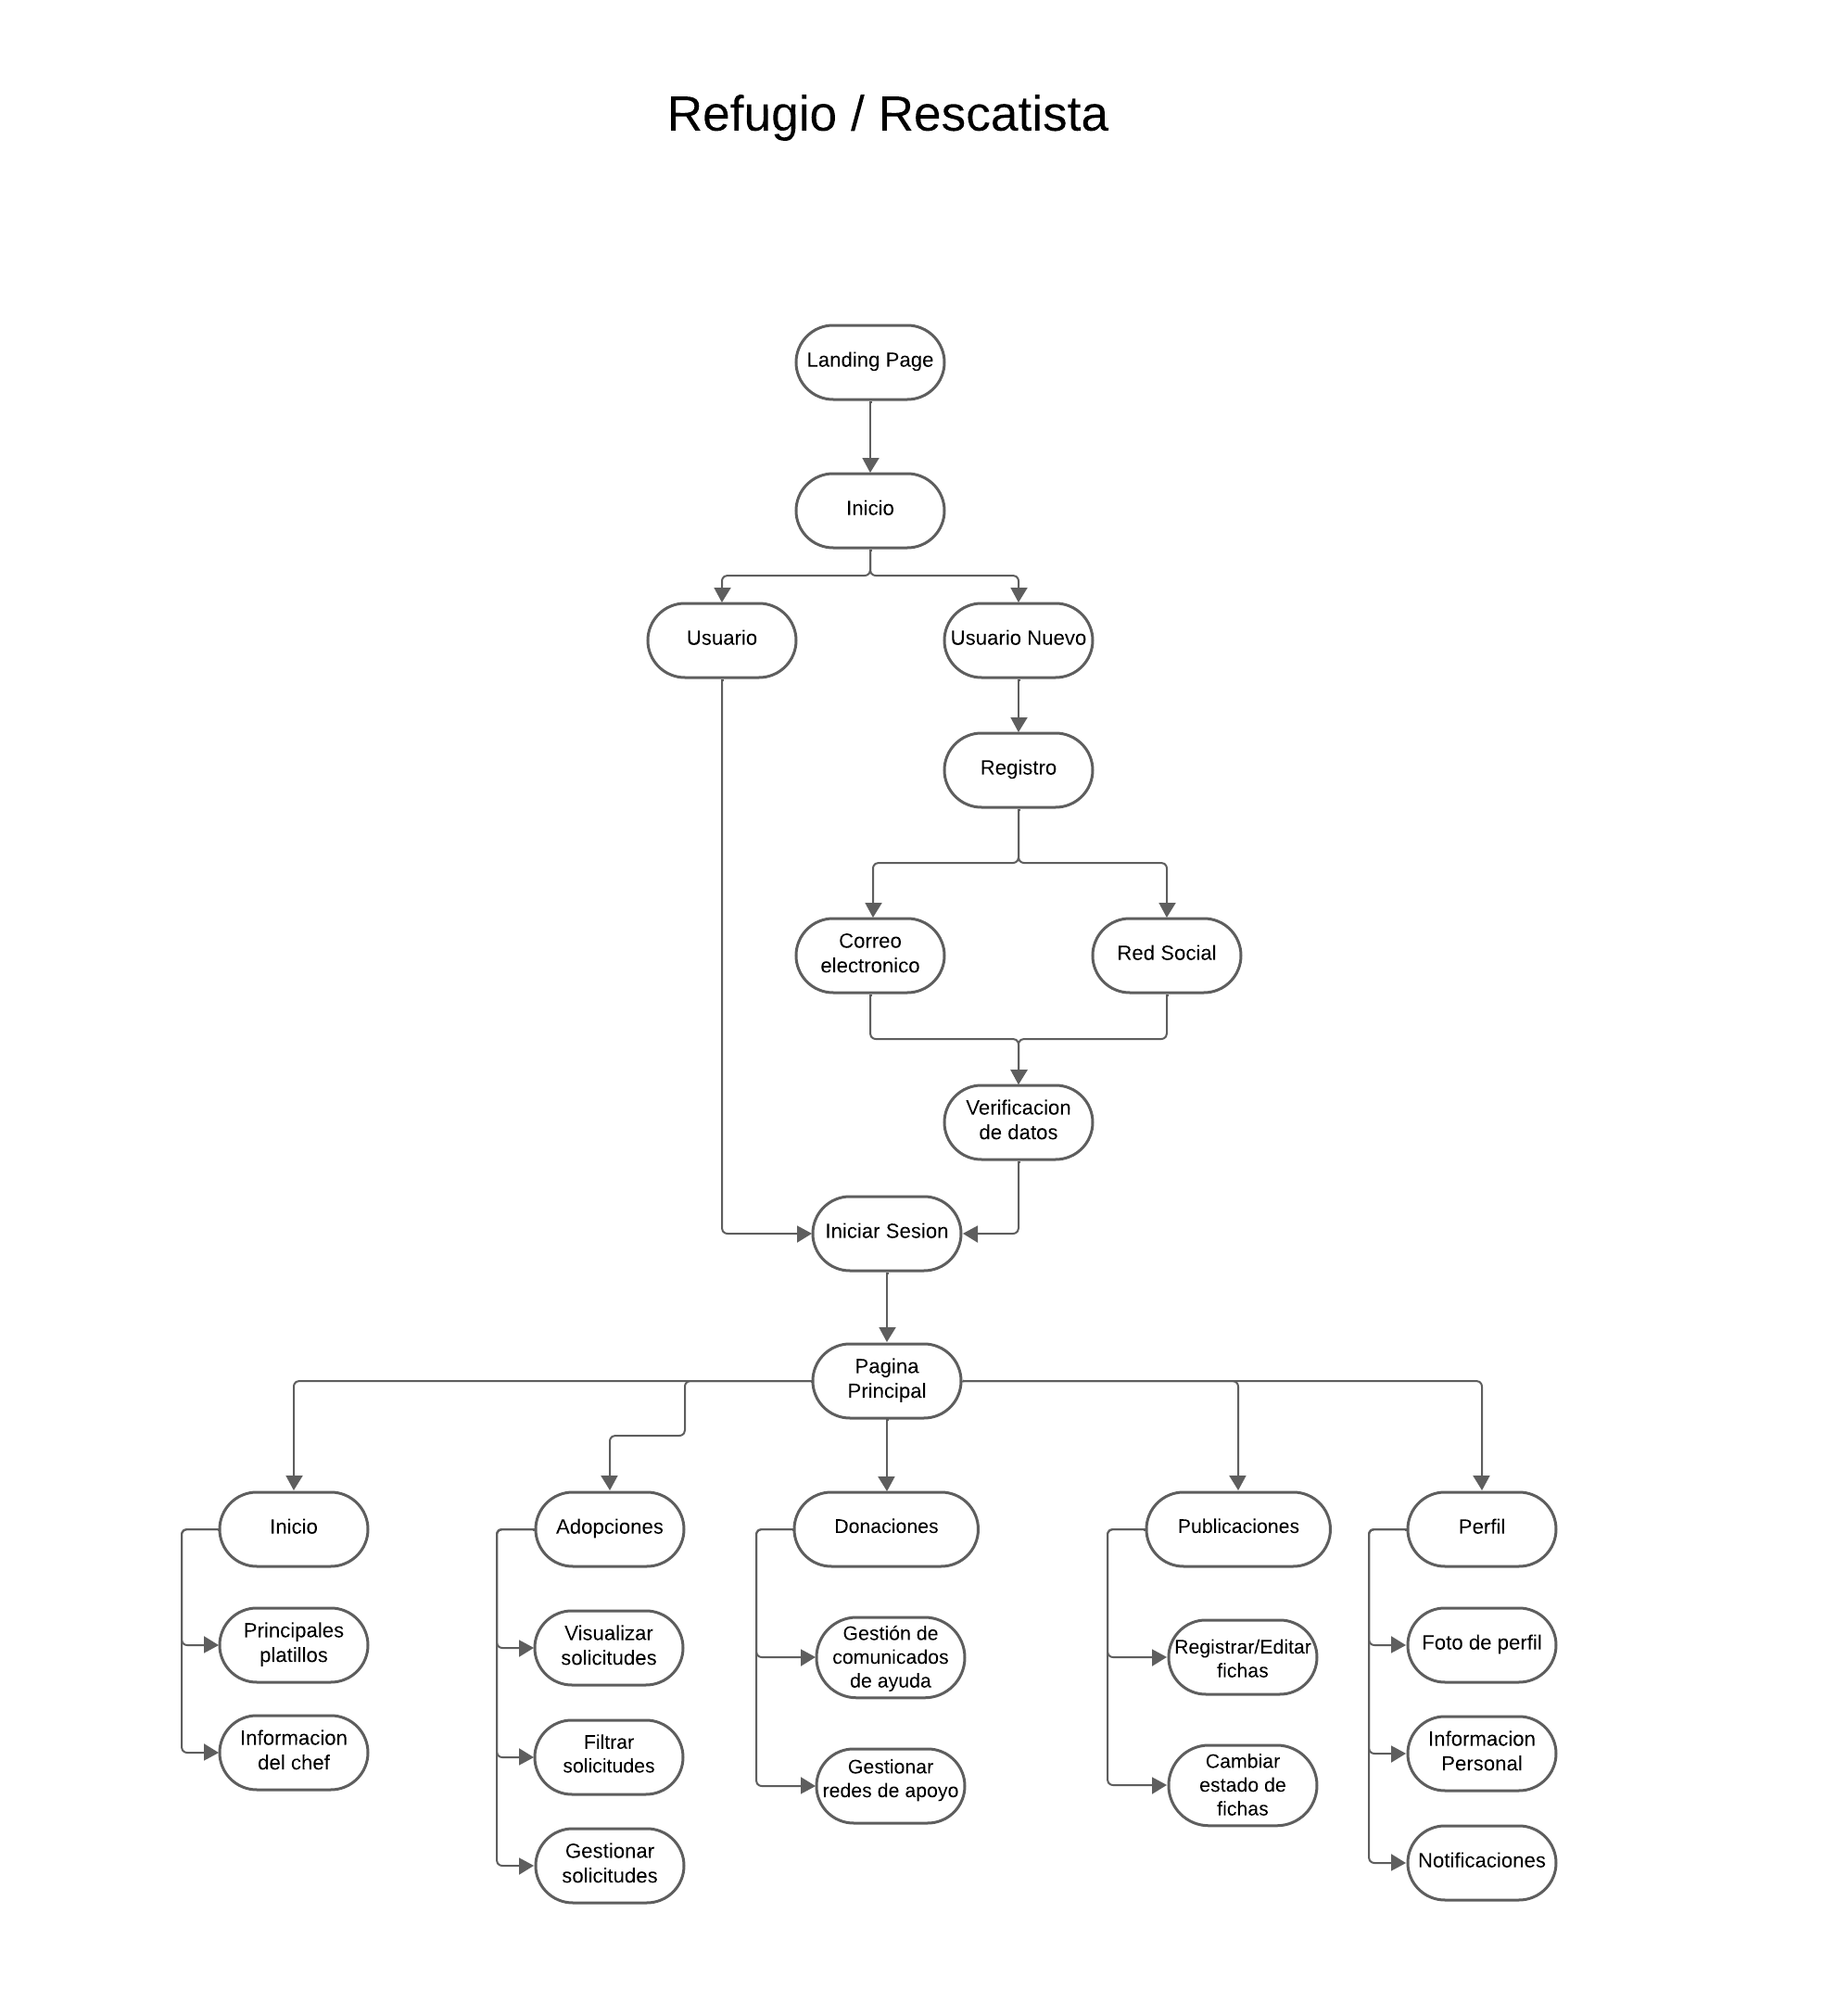 Refugio / Rescatista
Landing Page
Inicio
Usuario
Usuario Nuevo
Registro
Correo
electronico
Red Social
Verificacion
de datos
Iniciar Sesion
Pagina
Principal
Inicio
Adopciones
Donaciones
Publicaciones
Perfil
Principales
platillos
Informacion
del chef
Visualizar
solicitudes
Filtrar
solicitudes
Gestionar
solicitudes
Gestión de
comunicados
de ayuda
Gestionar
redes de apoyo
Registrar/Editar
fichas
Cambiar
estado de
fichas
Foto de perfil
Informacion
Personal
Notificaciones